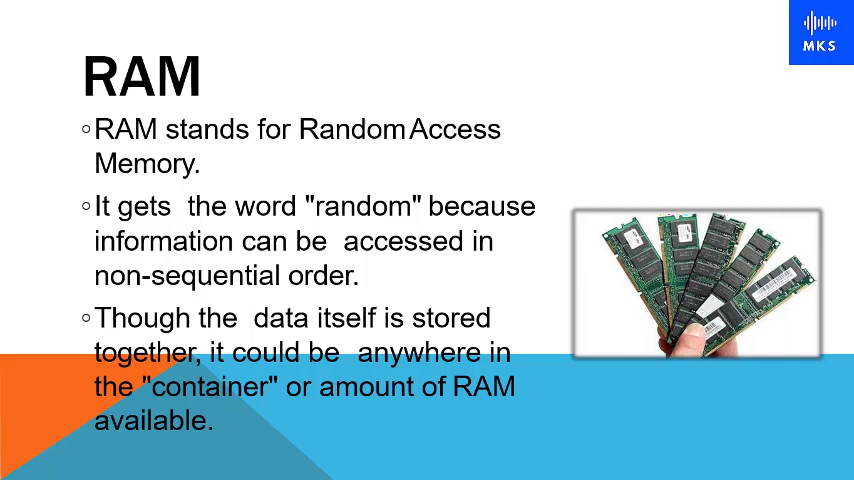 MKS
RAM
◦RAM stands for Random Access
Memory.
◦It gets the word "random" because
information can be accessed in
non-sequential order.
◦Though the data itself is stored
together, it could be anywhere in
the "container" or amount of RAM
available.